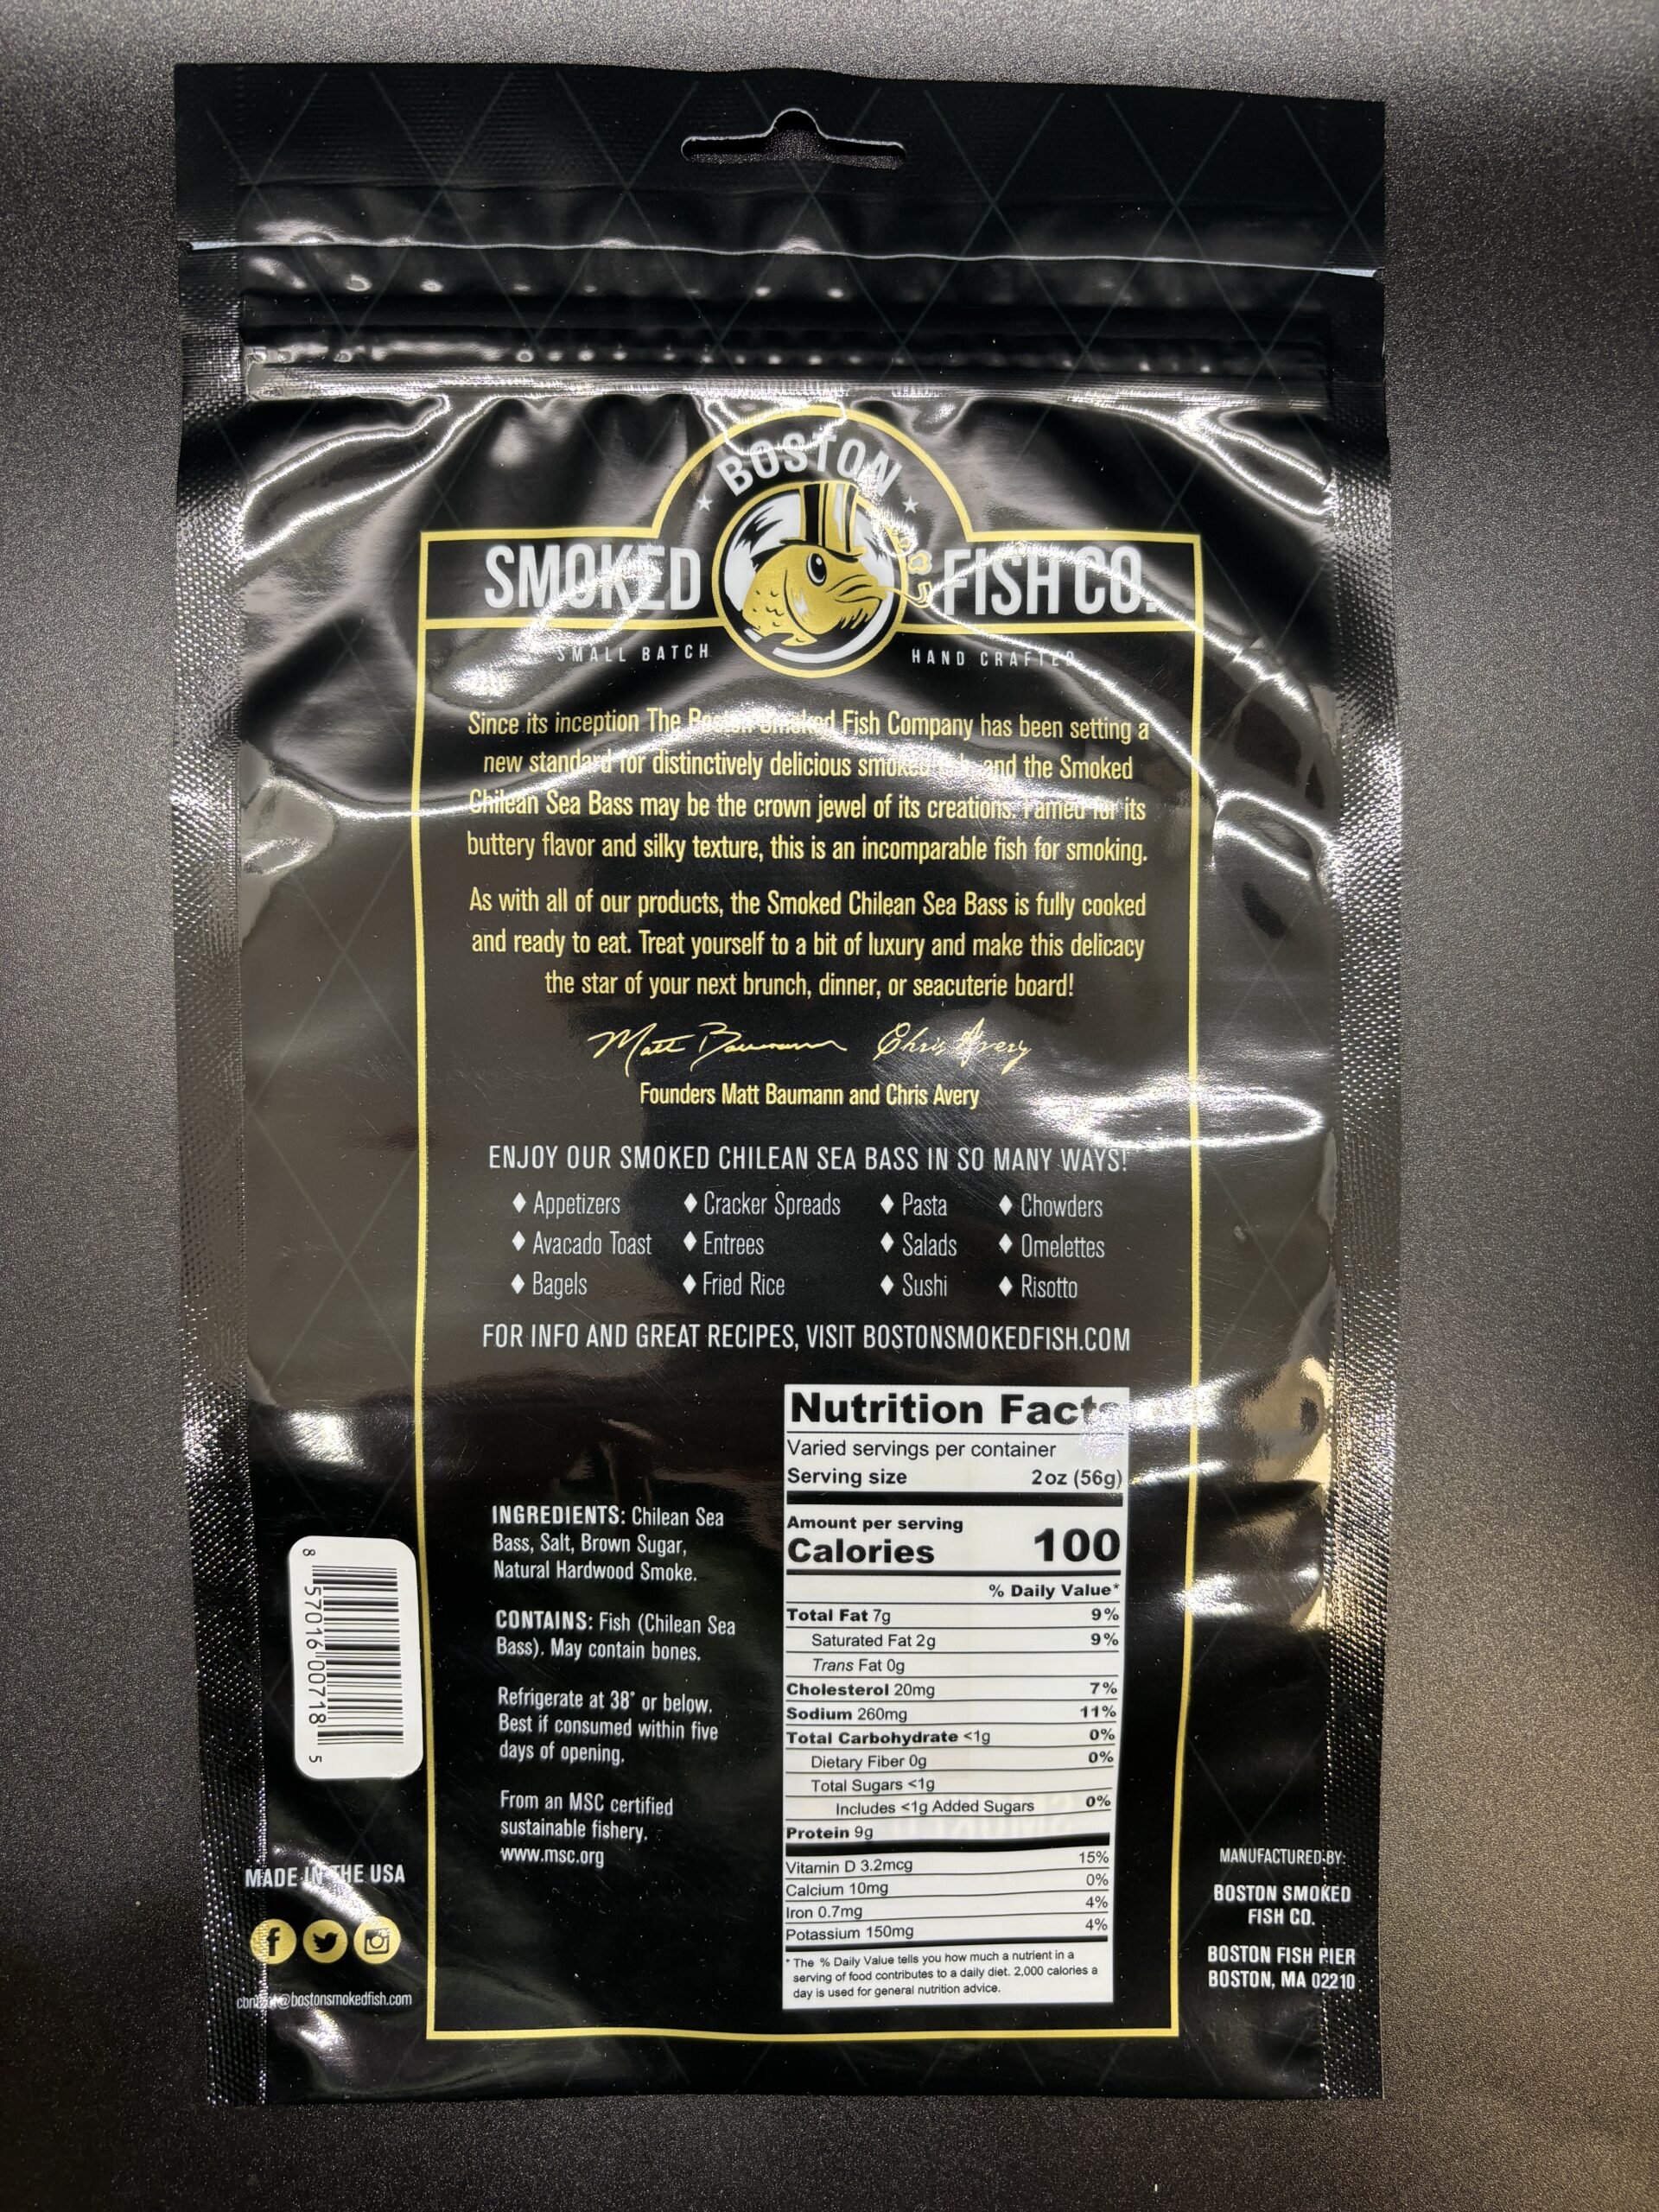 BOSTON
SMOKED FISH CO.
SMALL BATCH HAND CRAFTED
Since its inception The Boston Smoked Fish Company has been setting a
new standard for distinctively delicious smoked fish, and the Smoked
Chilean Sea Bass may be the crown jewel of its creations. Famed for its
buttery flavor and silky texture, this is an incomparable fish for smoking.
As with all of our products, the Smoked Chilean Sea Bass is fully cooked
and ready to eat. Treat yourself to a bit of luxury and make this delicacy
the star of your next brunch, dinner, or seacuterie board!
Matt Baumann Chris Avery
Founders Matt Baumann and Chris Avery
ENJOY OUR SMOKED CHILEAN SEA BASS IN SO MANY WAYS!
♦ Appetizers ♦ Cracker Spreads ♦ Pasta ♦ Chowders
♦ Avacado Toast ♦ Entrees ♦ Salads ♦ Omelettes
♦ Bagels ♦ Fried Rice ♦ Sushi ♦ Risotto
FOR INFO AND GREAT RECIPES, VISIT BOSTONSMOKEDFISH.COM
INGREDIENTS: Chilean Sea
Bass, Salt, Brown Sugar,
Natural Hardwood Smoke.
CONTAINS: Fish (Chilean Sea
Bass). May contain bones.
Refrigerate at 38° or below.
Best if consumed within five
days of opening.
From an MSC certified
sustainable fishery.
www.msc.org
Nutrition Facts
Varied servings per container
Serving size 2 oz (56g)
Amount per serving
Calories 100
% Daily Value*
Total Fat 7g 9%
Saturated Fat 2g 9%
Trans Fat 0g
Cholesterol 20mg 7%
Sodium 260mg 11%
Total Carbohydrate <1g 0%
Dietary Fiber 0g 0%
Total Sugars <1g
Includes <1g Added Sugars 0%
Protein 9g
Vitamin D 3.2mcg 15%
Calcium 10mg 0%
Iron 0.7mg 4%
Potassium 150mg 4%
* The % Daily Value tells you how much a nutrient in a
serving of food contributes to a daily diet. 2,000 calories a
day is used for general nutrition advice.
8 57016 00718 5
MADE IN THE USA
contact@bostonsmokedfish.com
MANUFACTURED BY:
BOSTON SMOKED
FISH CO.
BOSTON FISH PIER
BOSTON, MA 02210